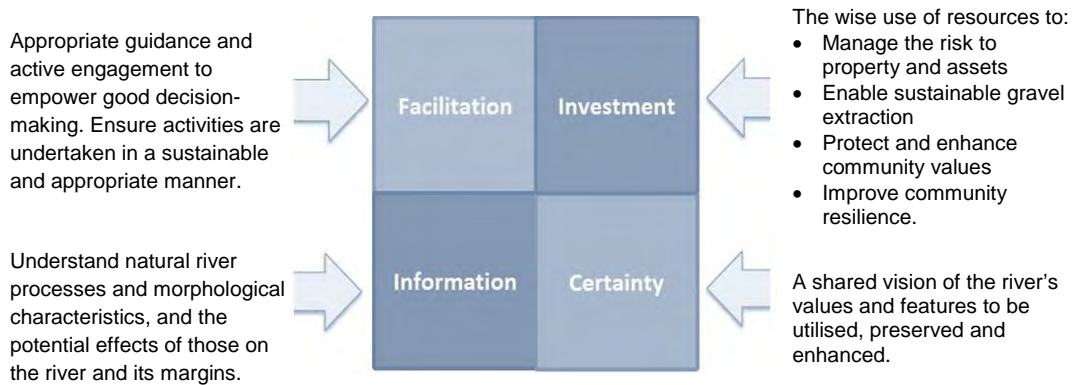 Appropriate guidance and
active engagement to
empower good decision-
making. Ensure activities are
undertaken in a sustainable
and appropriate manner.
Facilitation
Investment
The wise use of resources to:
• Manage the risk to
property and assets
• Enable sustainable gravel
extraction
• Protect and enhance
community values
• Improve community
resilience.
Understand natural river
processes and morphological
characteristics, and the
potential effects of those on
the river and its margins.
Information
Certainty
A shared vision of the river’s
values and features to be
utilised, preserved and
enhanced.